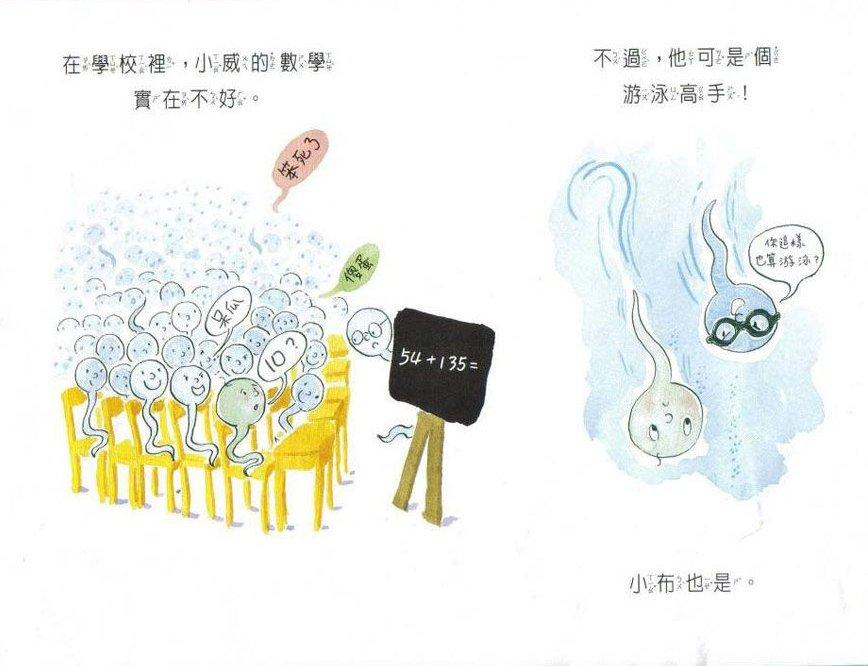 在學校裡，小威的數學
實在不好。
笨死了
傻蛋
呆瓜
10?
54+135=
不過，他可是個
游泳高手！
你這樣
也算游泳？
小布也是。